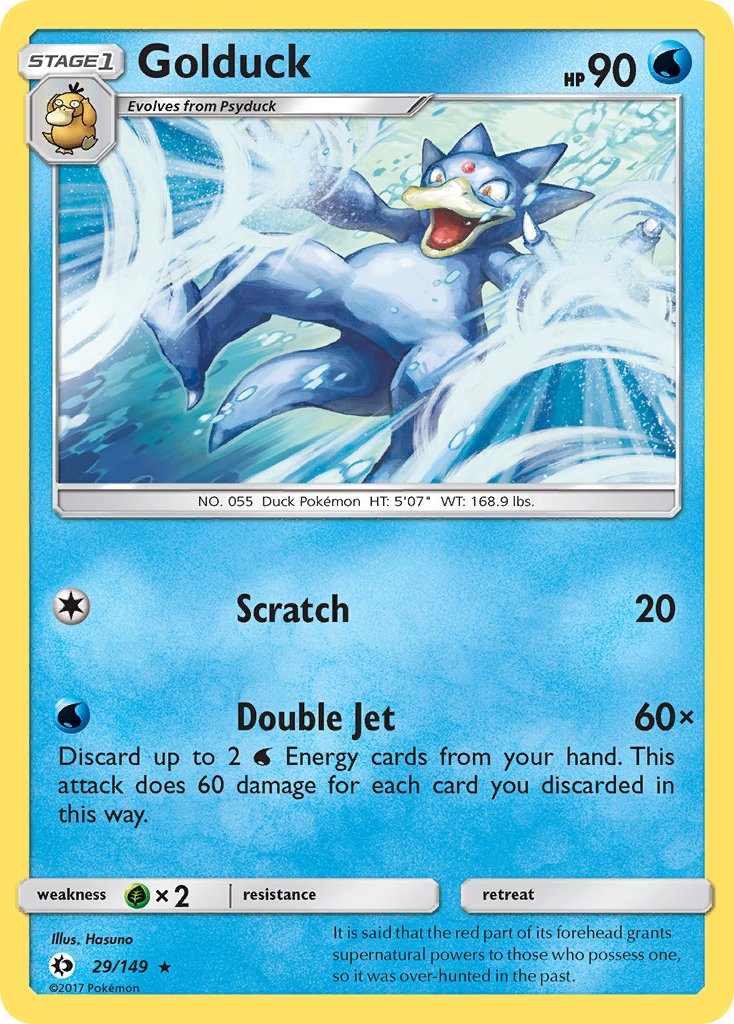 STAGE1 Golduck HP 90
Evolves from Psyduck
NO. 055 Duck Pokémon HT: 5'07" WT: 168.9 lbs.
Scratch 20
Double Jet 60×
Discard up to 2 Energy cards from your hand. This
attack does 60 damage for each card you discarded in
this way.
weakness ×2 resistance retreat
Illus. Hasuno
29/149 ★
©2017 Pokémon
It is said that the red part of its forehead grants
supernatural powers to those who possess one,
so it was over-hunted in the past.